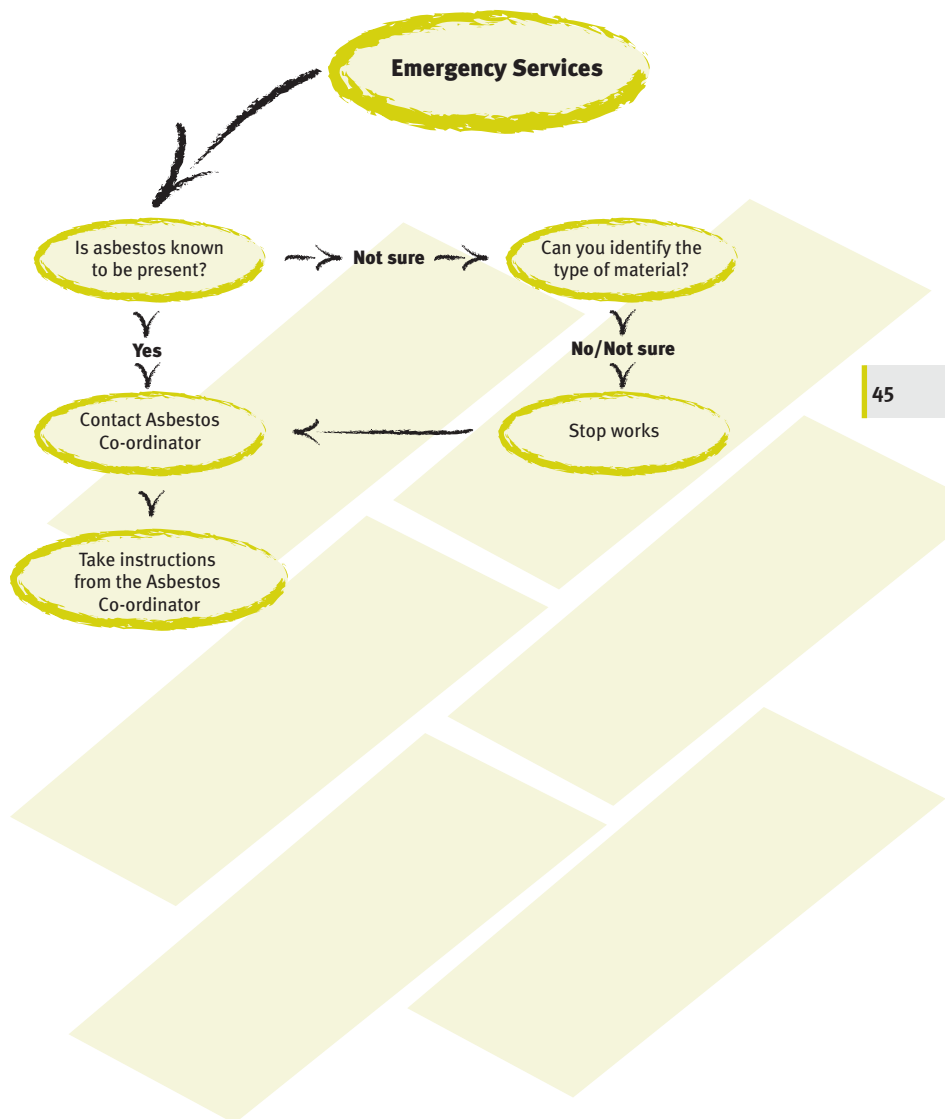 Emergency Services
Is asbestos known
to be present?
Not sure
Can you identify the
type of material?
Yes
No/Not sure
45
Contact Asbestos
Co-ordinator
Stop works
Take instructions
from the Asbestos
Co-ordinator